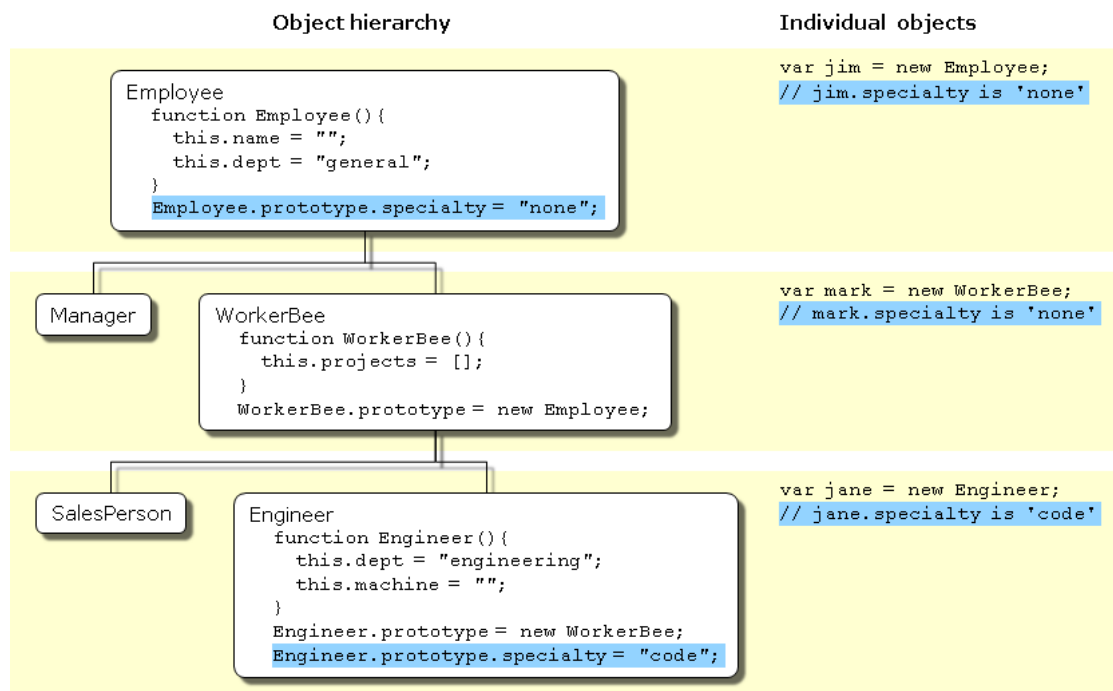 Object hierarchy
Individual objects
Employee
function Employee(){
this.name = "";
this.dept = "general";
}
Employee.prototype.specialty = "none";
var jim = new Employee;
// jim.specialty is 'none'
Manager
WorkerBee
function WorkerBee(){
this.projects = [];
}
WorkerBee.prototype = new Employee;
var mark = new WorkerBee;
// mark.specialty is 'none'
SalesPerson
Engineer
function Engineer(){
this.dept = "engineering";
this.machine = "";
}
Engineer.prototype = new WorkerBee;
Engineer.prototype.specialty = "code";
var jane = new Engineer;
// jane.specialty is 'code'